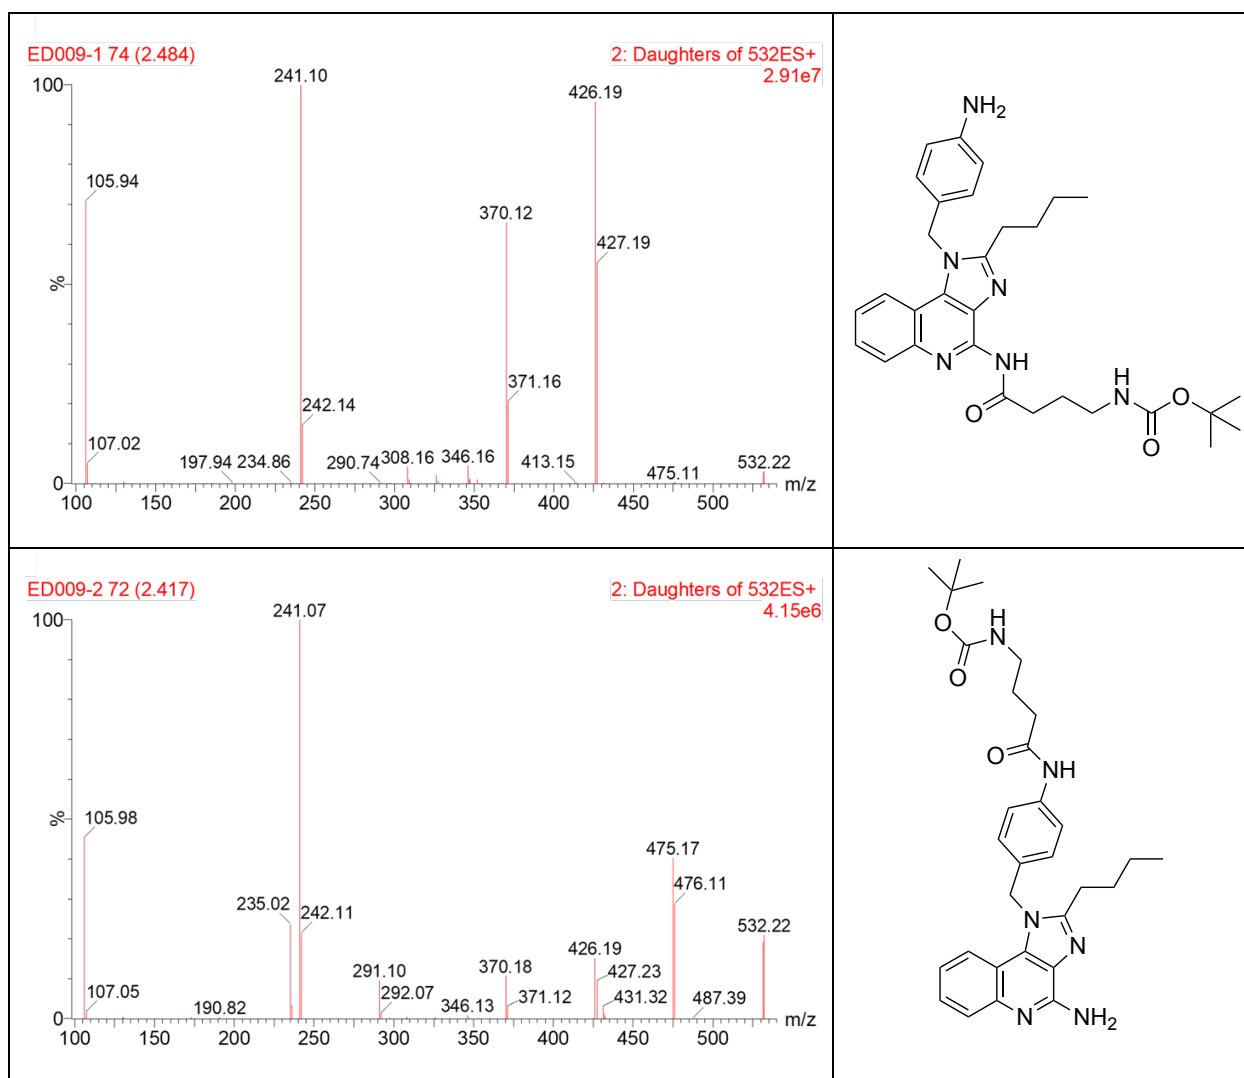 ED009-1 74 (2.484)
2: Daughters of 532ES+
2.91e7
100
%
0
241.10
426.19
105.94
370.12
427.19
371.16
242.14
107.02
197.94
234.86
290.74
308.16
346.16
413.15
475.11
532.22
m/z
100 150 200 250 300 350 400 450 500
NH2
N
N
N
NH
O
H
N
O
O
ED009-2 72 (2.417)
2: Daughters of 532ES+
4.15e6
100
%
0
241.07
105.98
475.17
476.11
235.02
242.11
532.22
291.10
292.07
426.19
427.23
370.18
371.12
431.32
107.05
190.82
346.13
487.39
m/z
100 150 200 250 300 350 400 450 500
O
H
N
O
O
NH
N
N
N
NH2